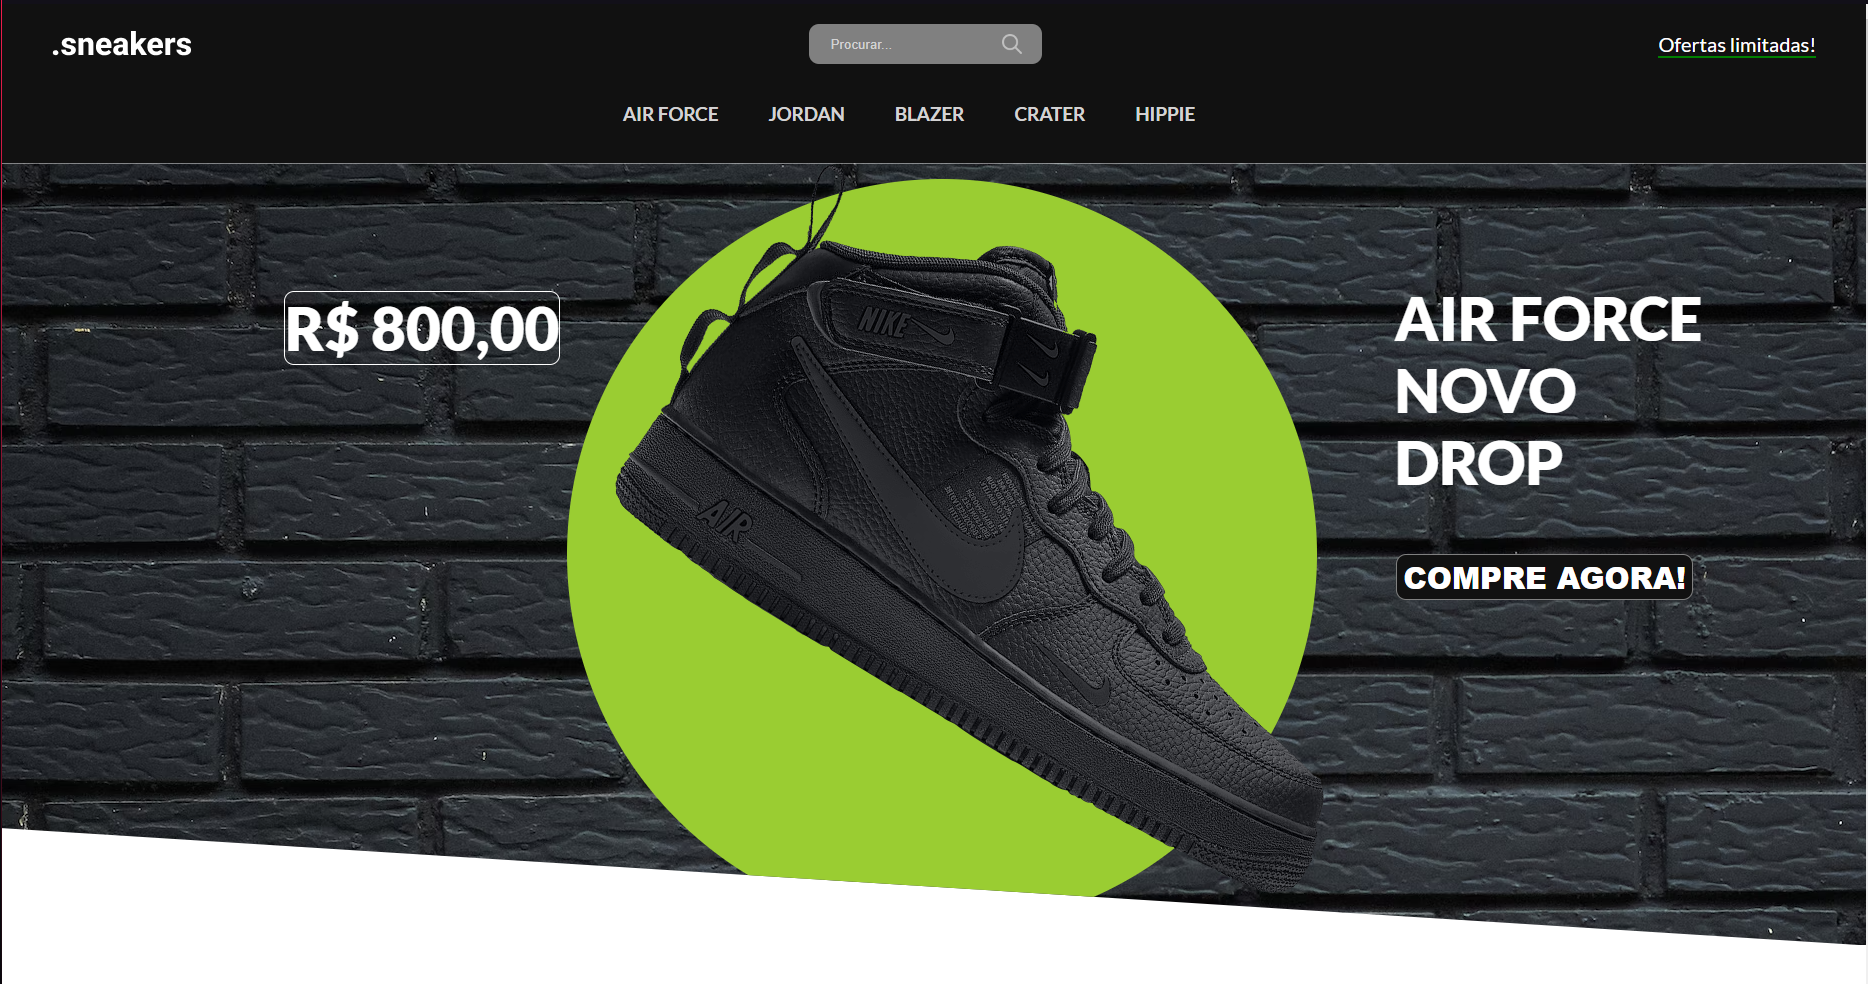 .sneakers
Procurar...
Ofertas limitadas!
AIR FORCE
JORDAN
BLAZER
CRATER
HIPPIE
R$ 800,00
NIKE
AIR
AIR FORCE
NOVO
DROP
COMPRE AGORA!